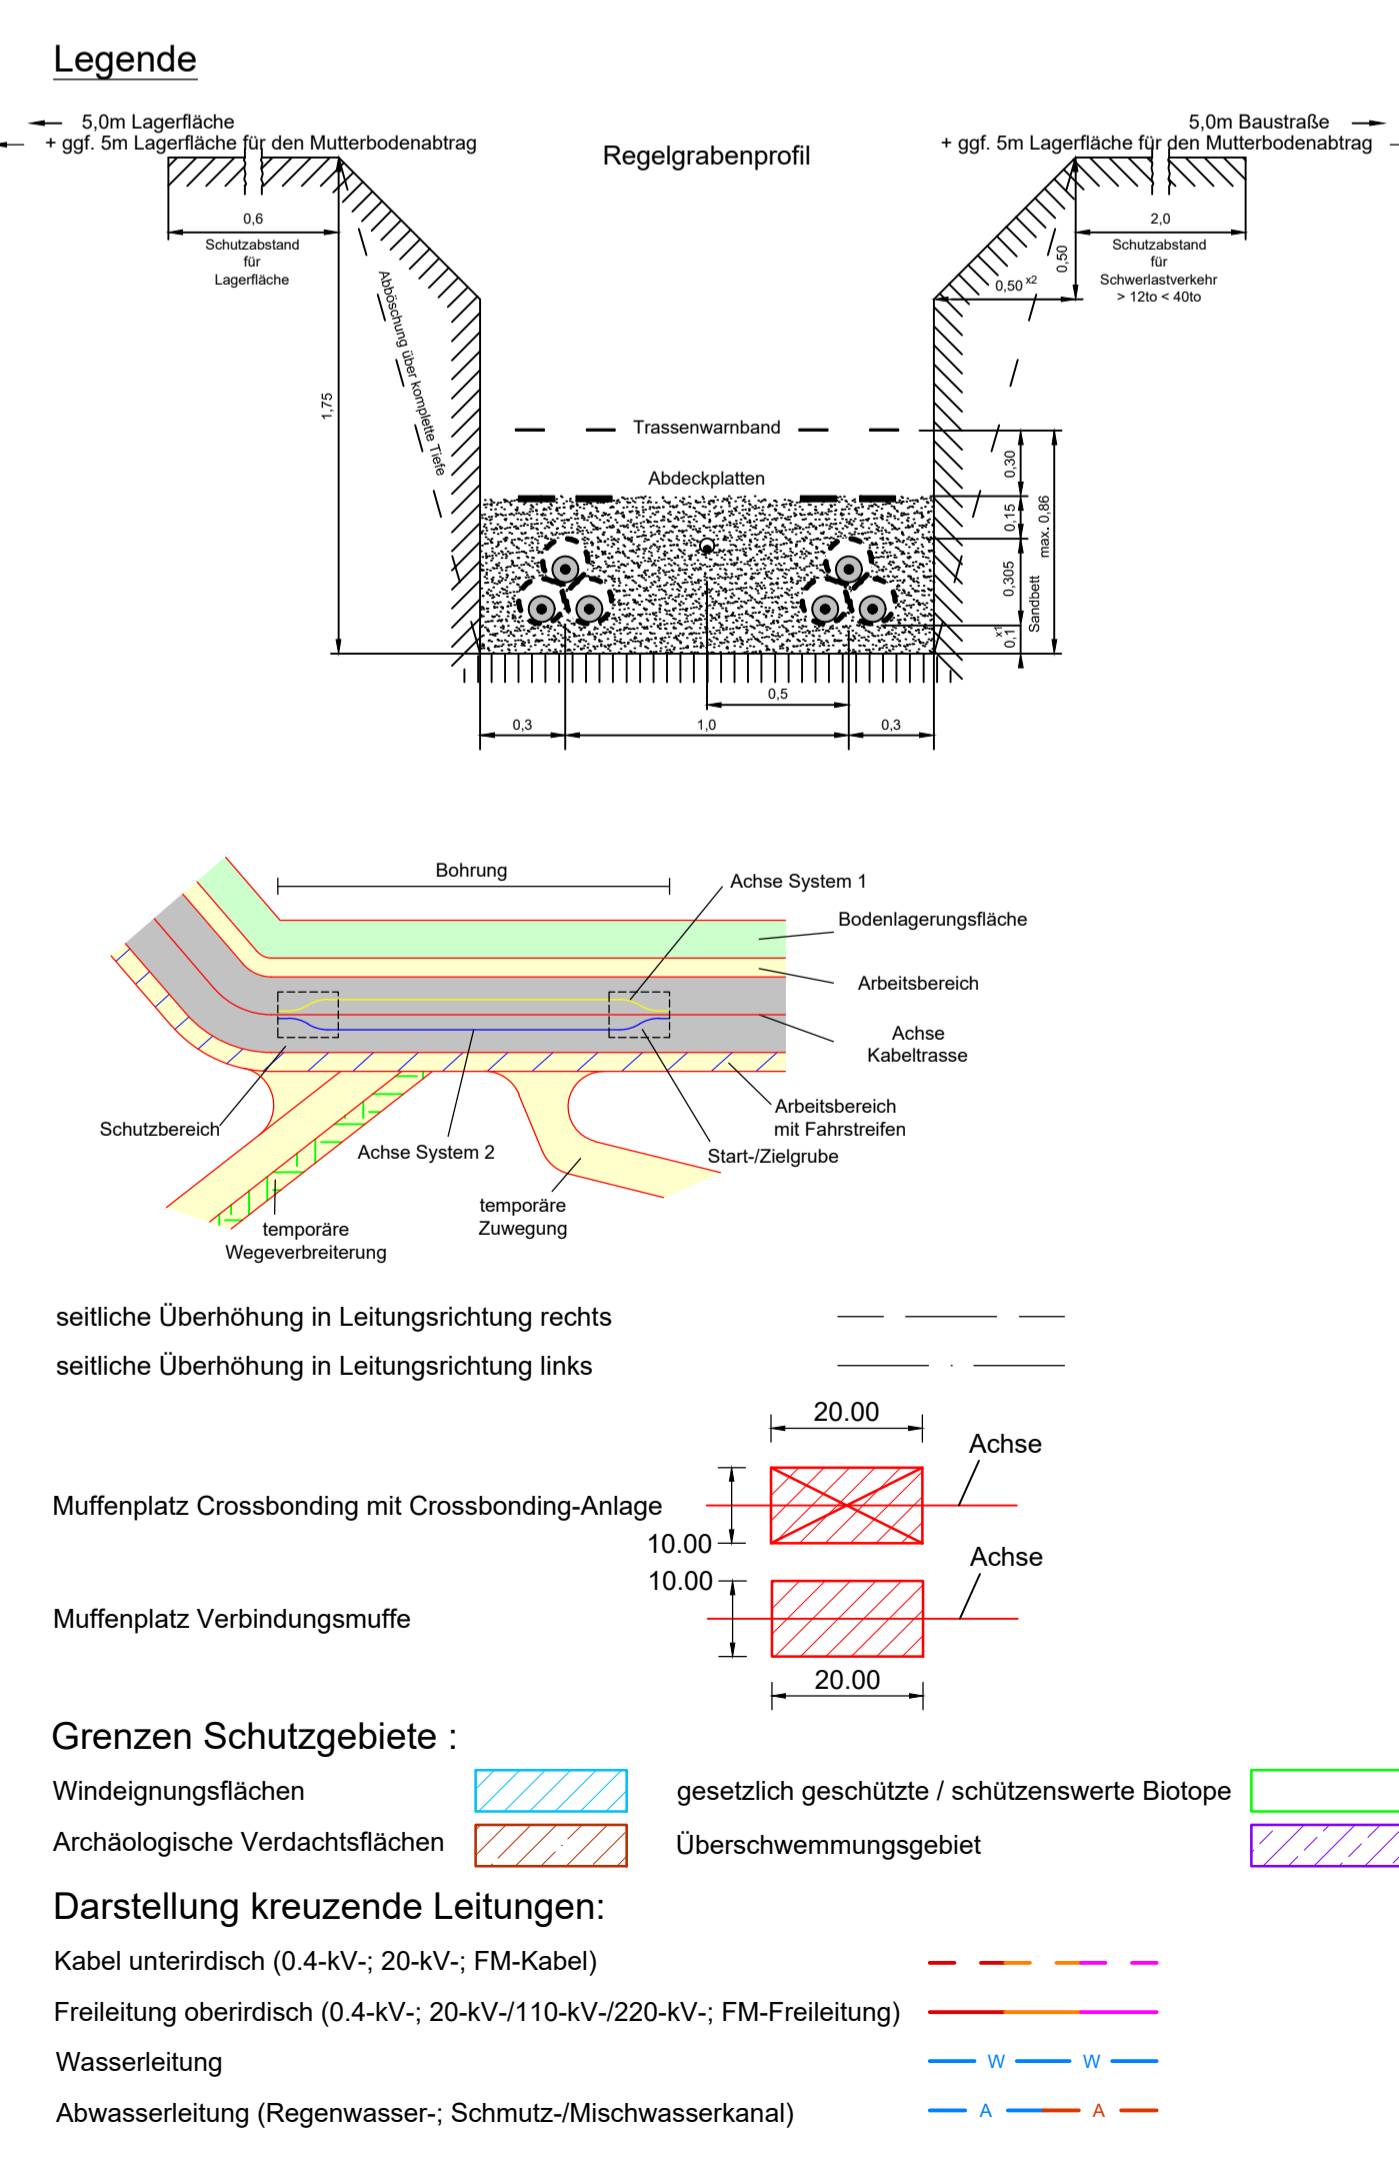 Legende
5,0m Lagerfläche
+ ggf. 5m Lagerfläche für den Mutterbodenabtrag
Regelgrabenprofil
5,0m Baustraße
+ ggf. 5m Lagerfläche für den Mutterbodenabtrag
0,6
Schutzabstand
für
Lagerfläche
2,0
Schutzabstand
für
Schwerlastverkehr
> 12to < 40to
0,50
0,50 x2
Abböschung über komplette Tiefe
1,75
Trassenwarnband
Abdeckplatten
0,30
0,15
0,305
0,1 x1
max. 0,86
Sandbett
0,5
0,3
1,0
0,3
Bohrung
Achse System 1
Bodenlagerungsfläche
Arbeitsbereich
Achse
Kabeltrasse
Arbeitsbereich
mit Fahrstreifen
Schutzbereich
Achse System 2
Start-/Zielgrube
temporäre
Zuwegung
temporäre
Wegeverbreiterung
seitliche Überhöhung in Leitungsrichtung rechts
seitliche Überhöhung in Leitungsrichtung links
20.00
Achse
Muffenplatz Crossbonding mit Crossbonding-Anlage
10.00
Achse
10.00
Muffenplatz Verbindungsmuffe
20.00
Grenzen Schutzgebiete :
Windeignungsflächen
gesetzlich geschützte / schützenswerte Biotope
Archäologische Verdachtsflächen
Überschwemmungsgebiet
Darstellung kreuzende Leitungen:
Kabel unterirdisch (0.4-kV-; 20-kV-; FM-Kabel)
Freileitung oberirdisch (0.4-kV-; 20-kV-/110-kV-/220-kV-; FM-Freileitung)
Wasserleitung
W W
Abwasserleitung (Regenwasser-; Schmutz-/Mischwasserkanal)
A A